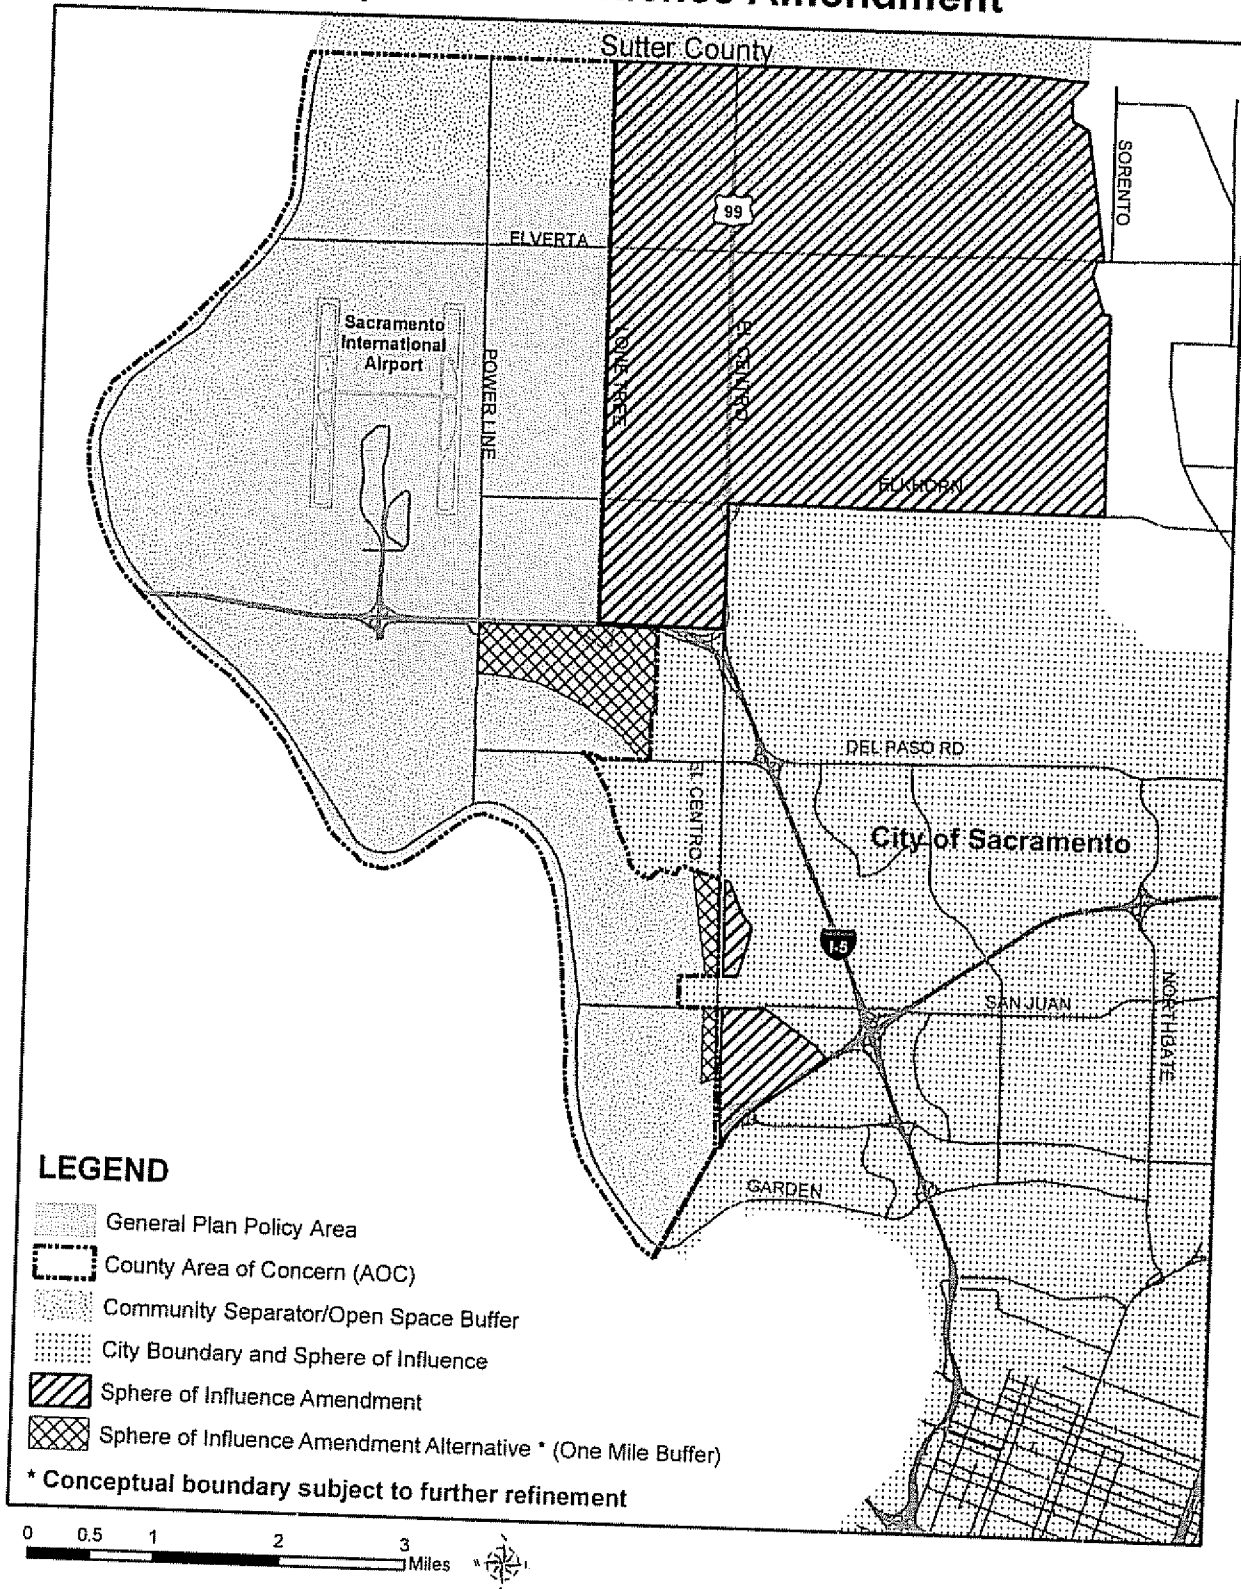 Amendment
Sutter County
SORENTO
99
ELVERTA
Sacramento
International
Airport
POWER LINE
LONE TREE
EL CENTRO
ELKHORN
DEL PASO RD
EL CENTRO
City of Sacramento
I-5
SAN JUAN
NORTHGATE
GARDEN
LEGEND
General Plan Policy Area
County Area of Concern (AOC)
Community Separator/Open Space Buffer
City Boundary and Sphere of Influence
Sphere of Influence Amendment
Sphere of Influence Amendment Alternative * (One Mile Buffer)
* Conceptual boundary subject to further refinement
0 0.5 1 2 3
Miles